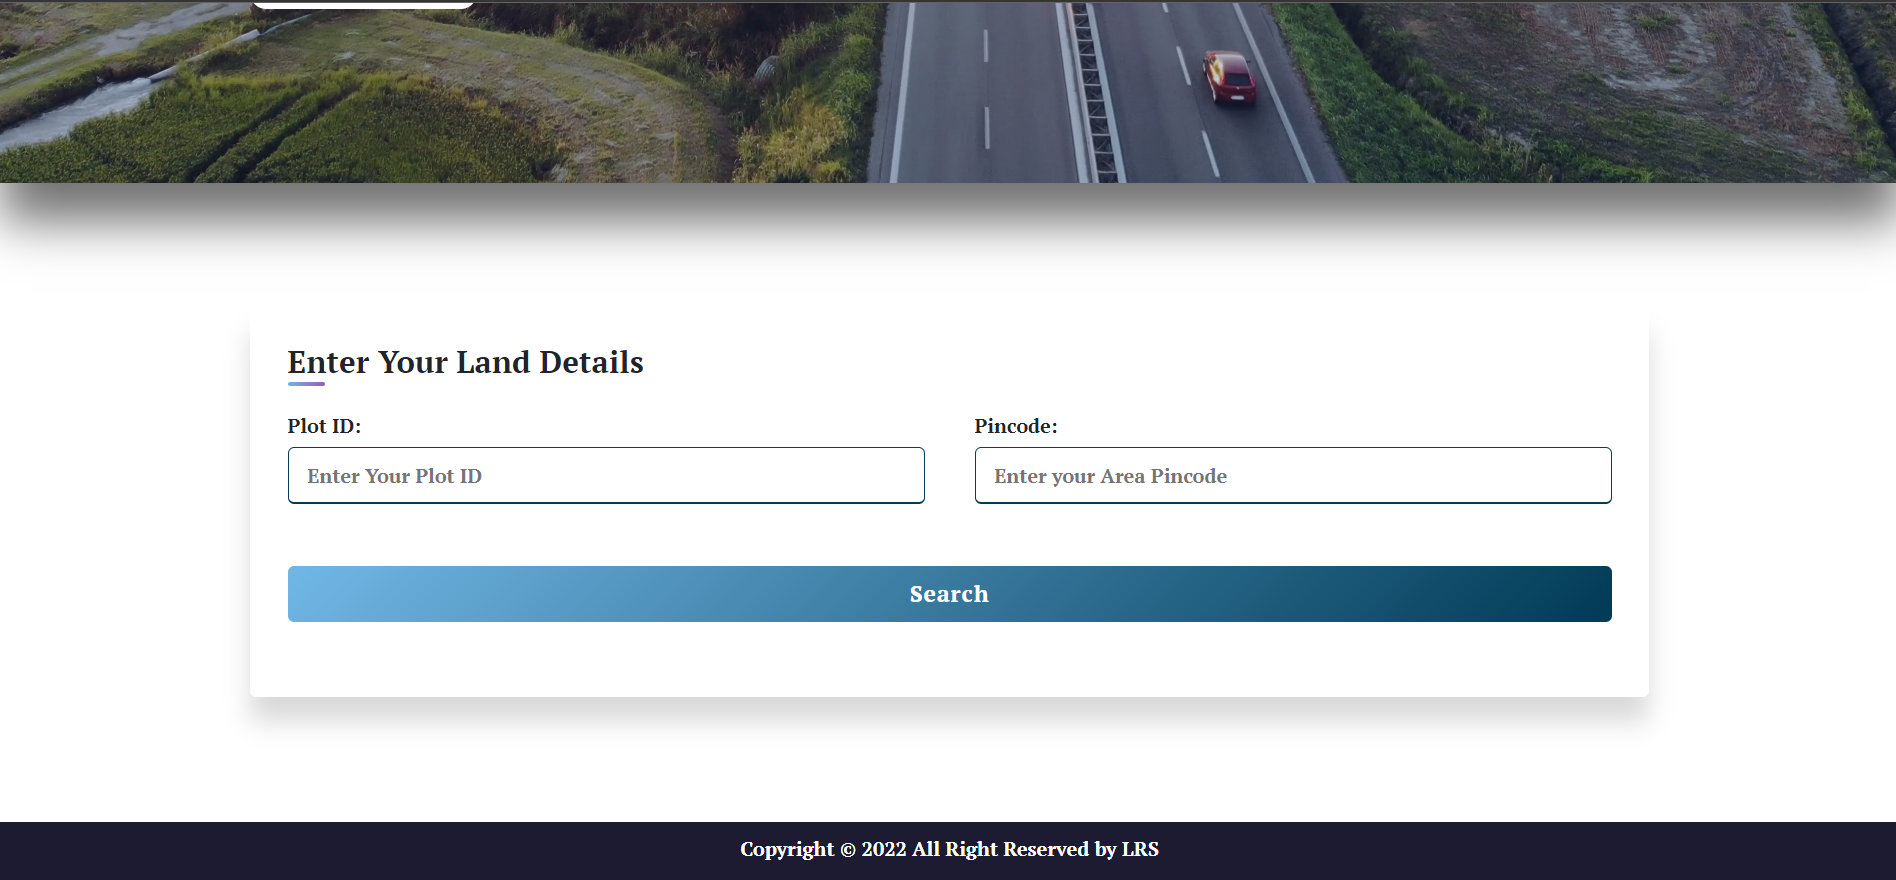 Enter Your Land Details
Plot ID:
Pincode:
Enter Your Plot ID
Enter your Area Pincode
Search
Copyright © 2022 All Right Reserved by LRS